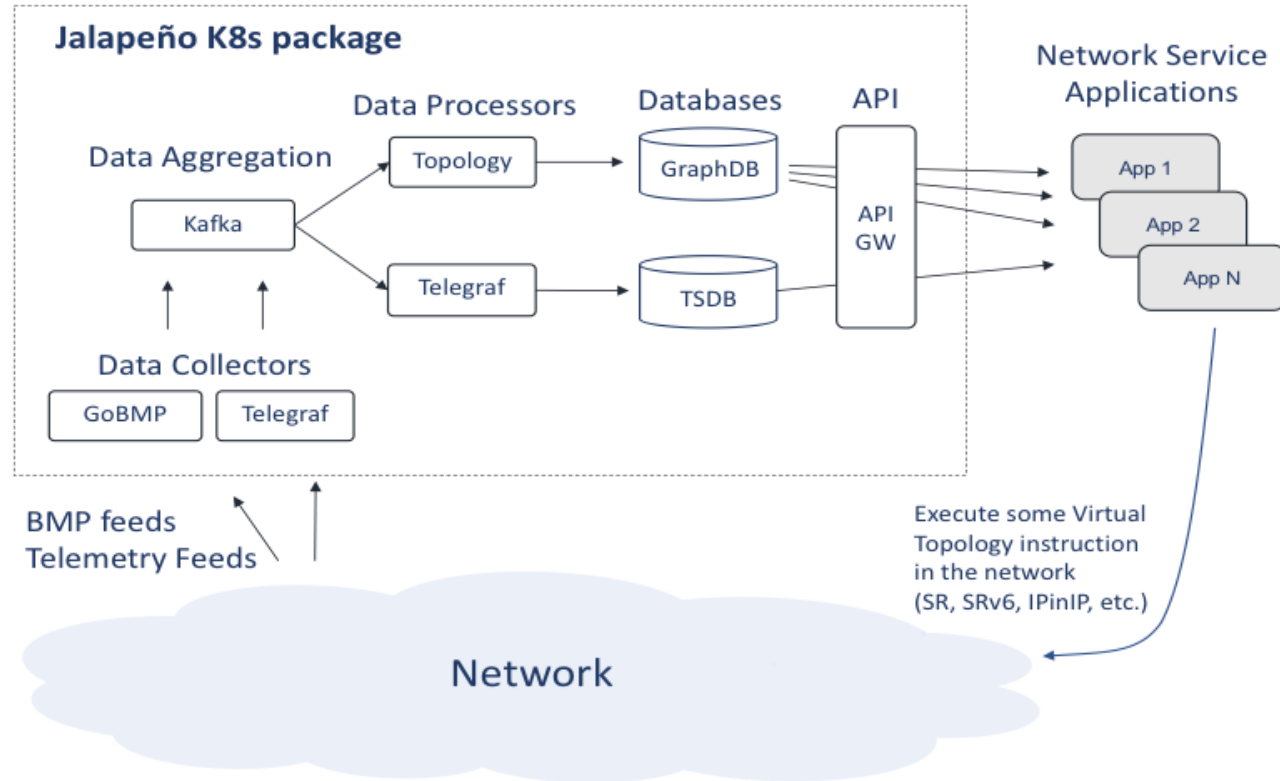 Jalapeño K8s package
Network Service
Applications
Data Processors
Databases
API
Data Aggregation
Topology
GraphDB
App 1
Kafka
API
GW
App 2
Telegraf
TSDB
App N
Data Collectors
GoBMP
Telegraf
BMP feeds
Telemetry Feeds
Execute some Virtual
Topology instruction
in the network
(SR, SRv6, IPinIP, etc.)
Network